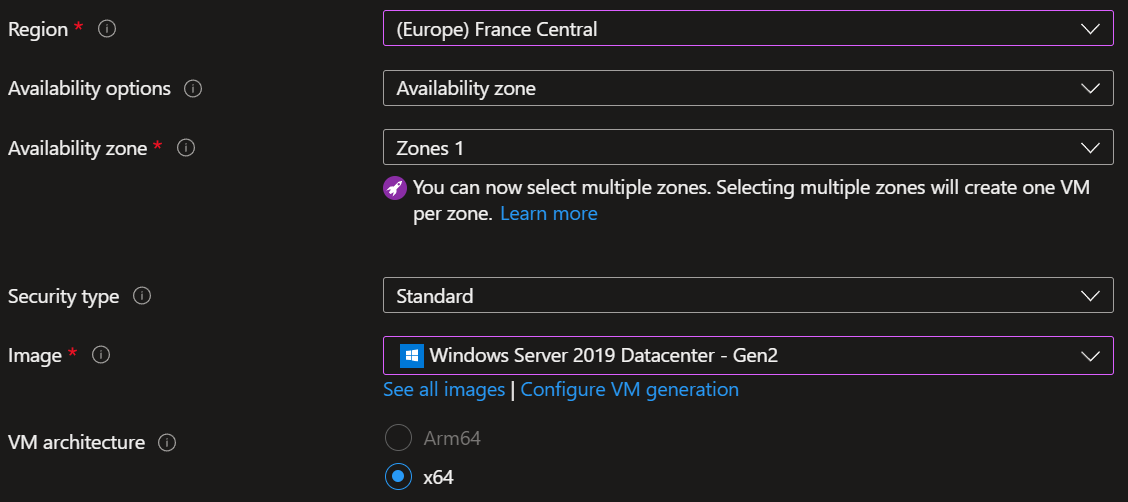 Region *
(Europe) France Central
Availability options
Availability zone
Availability zone *
Zones 1
You can now select multiple zones. Selecting multiple zones will create one VM
per zone. Learn more
Security type
Standard
Image *
Windows Server 2019 Datacenter - Gen2
See all images | Configure VM generation
VM architecture
Arm64
x64